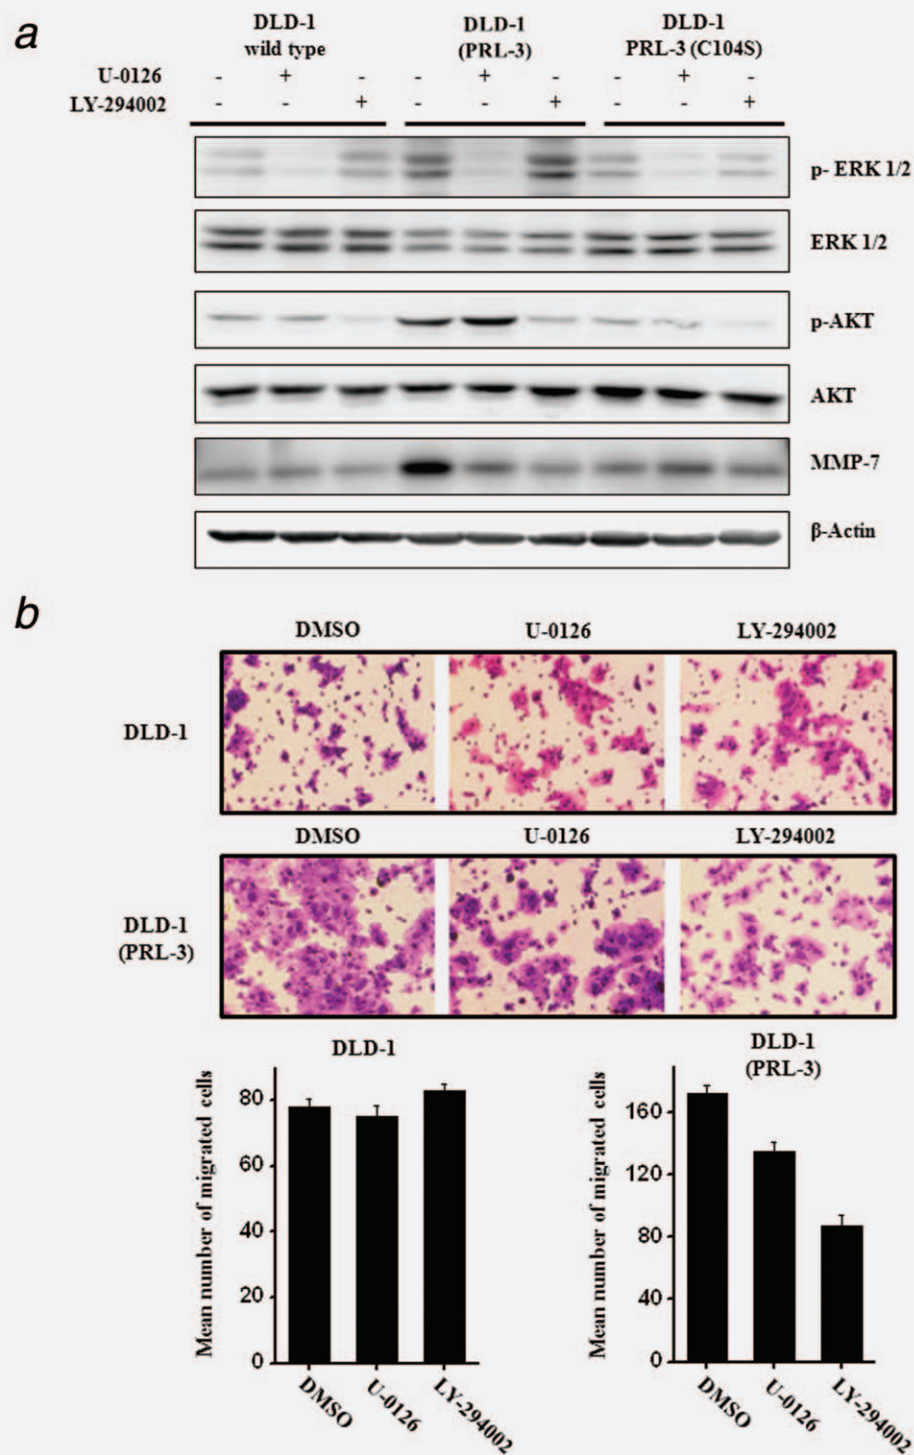 a
DLD-1 wild type
DLD-1 (PRL-3)
DLD-1 PRL-3 (C104S)
U-0126 - + - - + - - + -
LY-294002 - - + - - + - - +
p- ERK 1/2
ERK 1/2
p-AKT
AKT
MMP-7
β-Actin
b
DMSO U-0126 LY-294002
DLD-1
DMSO U-0126 LY-294002
DLD-1
(PRL-3)
DLD-1
Mean number of migrated cells
80
60
40
20
0
DMSO U-0126 LY-294002
DLD-1
(PRL-3)
Mean number of migrated cells
160
120
80
40
0
DMSO U-0126 LY-294002